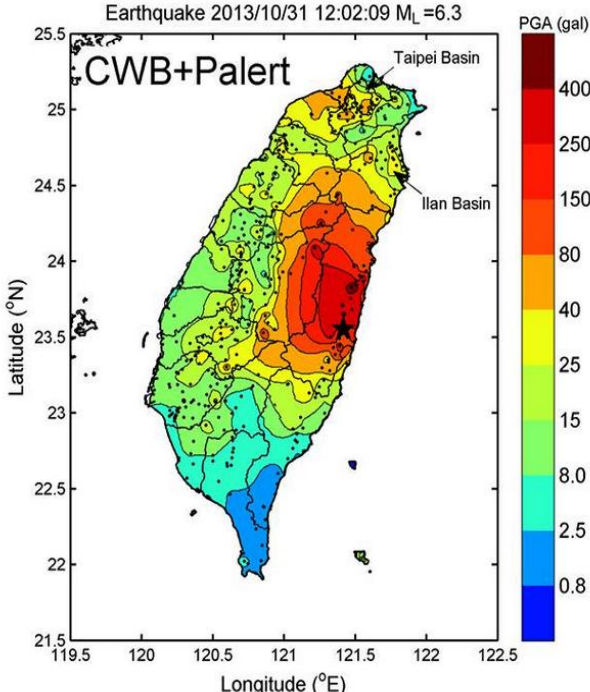 Earthquake 2013/10/31 12:02:09 M_L=6.3
PGA (gal)
CWB+Palert
Taipei Basin
Ilan Basin
Latitude (°N)
25.5
25
24.5
24
23.5
23
22.5
22
21.5
119.5 120 120.5 121 121.5 122 122.5
Longitude (°E)
400
250
150
80
40
25
15
8.0
2.5
0.8